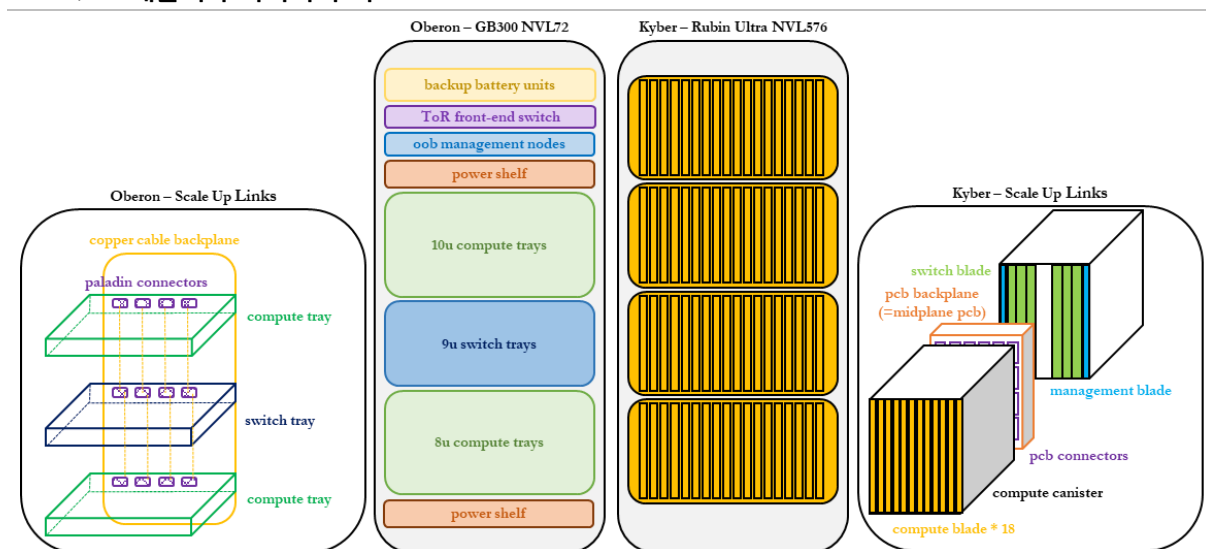 Oberon – GB300 NVL72
Kyber – Rubin Ultra NVL576
backup battery units
ToR front-end switch
oob management nodes
power shelf
10u compute trays
9u switch trays
8u compute trays
power shelf
Oberon – Scale Up Links
copper cable backplane
paladin connectors
compute tray
switch tray
compute tray
Kyber – Scale Up Links
switch blade
pcb backplane
(=midplane pcb)
management blade
pcb connectors
compute canister
compute blade * 18